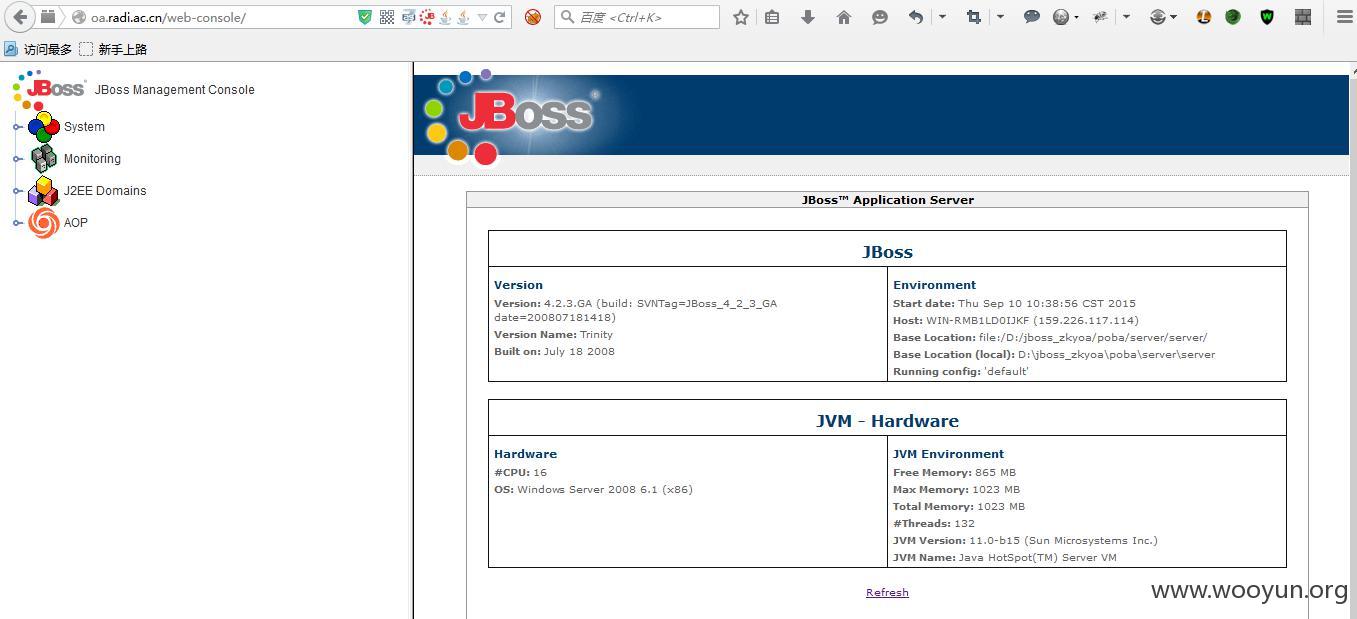 oa.radi.ac.cn/web-console/
百度 <Ctrl+K>
访问最多 新手上路
JBoss JBoss Management Console
System
Monitoring
J2EE Domains
AOP
JBoss
JBoss™ Application Server
JBoss
Version
Version: 4.2.3.GA (build: SVNTag=JBoss_4_2_3_GA
date=200807181418)
Version Name: Trinity
Built on: July 18 2008
Environment
Start date: Thu Sep 10 10:38:56 CST 2015
Host: WIN-RMB1LD0IJKF (159.226.117.114)
Base Location: file:/D:/jboss_zkyoa/poba/server/server/
Base Location (local): D:\jboss_zkyoa\poba\server\server
Running config: 'default'
JVM - Hardware
Hardware
#CPU: 16
OS: Windows Server 2008 6.1 (x86)
JVM Environment
Free Memory: 865 MB
Max Memory: 1023 MB
Total Memory: 1023 MB
#Threads: 132
JVM Version: 11.0-b15 (Sun Microsystems Inc.)
JVM Name: Java HotSpot(TM) Server VM
Refresh
www.wooyun.org